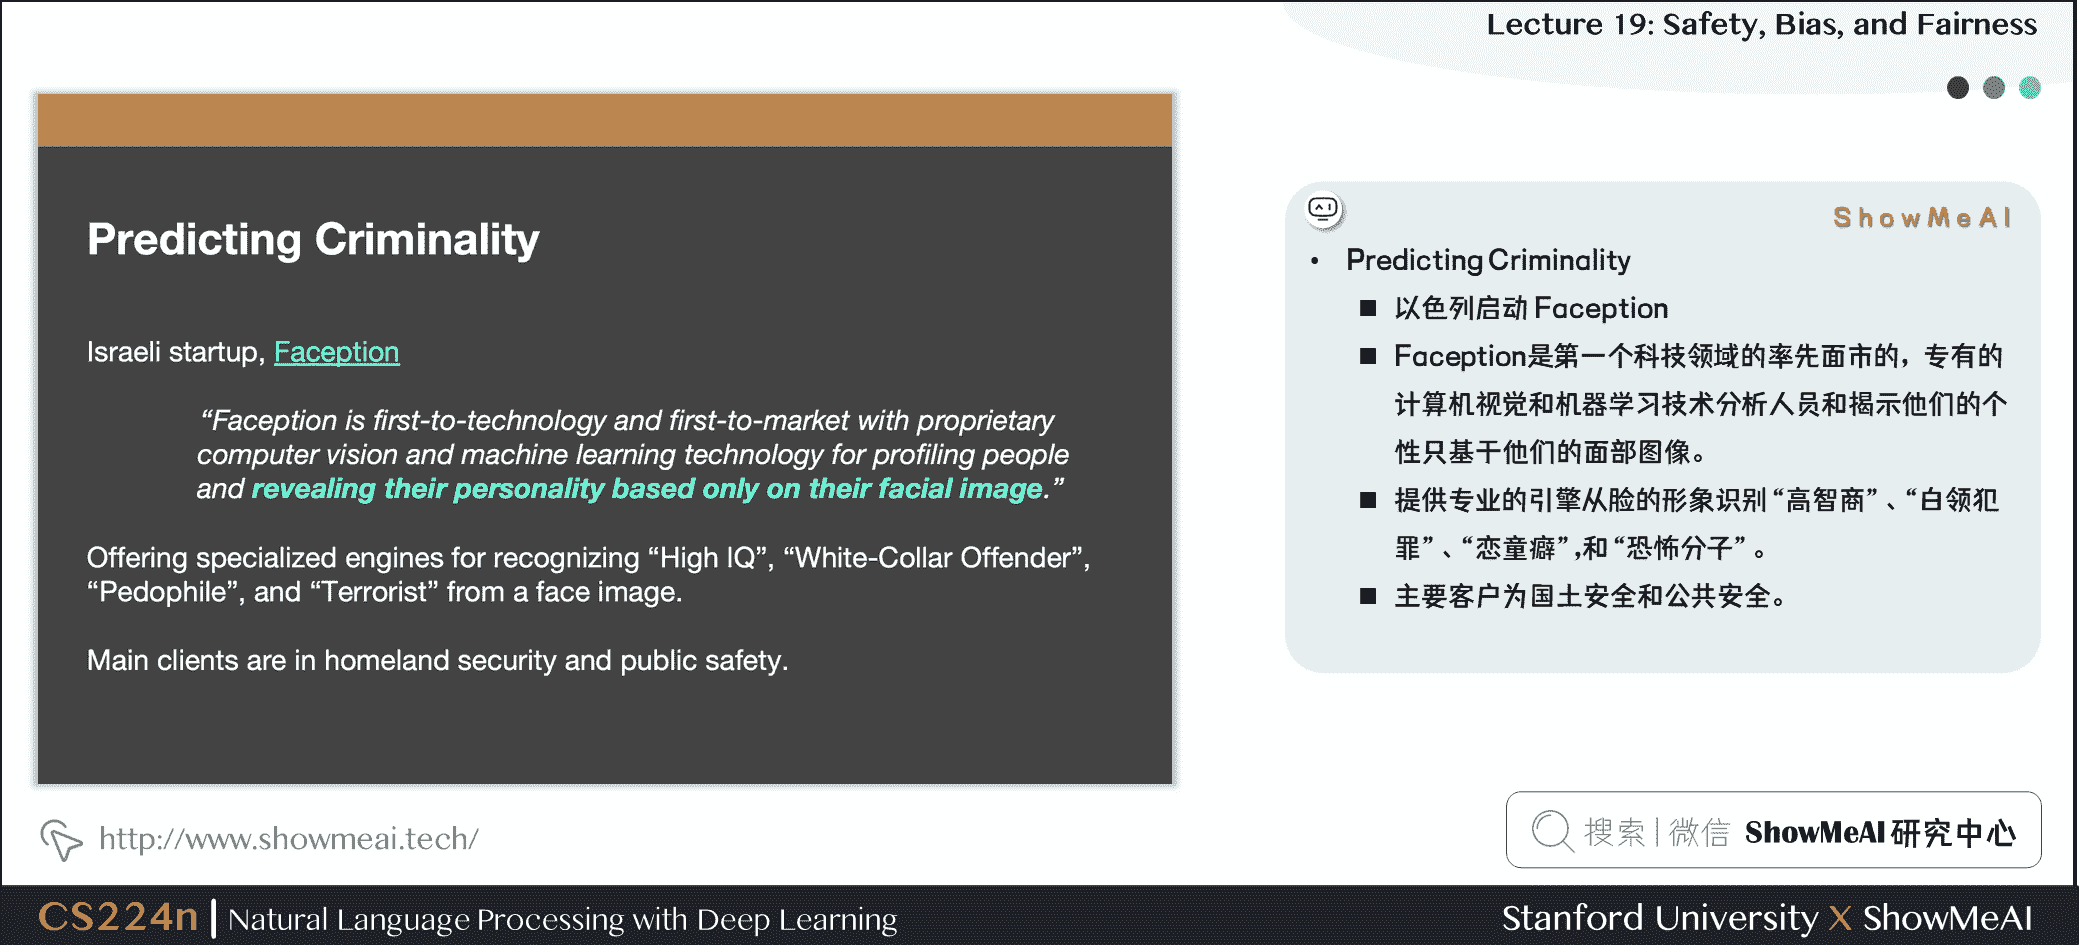 Lecture 19: Safety, Bias, and Fairness
Predicting Criminality
Israeli startup, Faception
“Faception is first-to-technology and first-to-market with proprietary
computer vision and machine learning technology for profiling people
and revealing their personality based only on their facial image.”
Offering specialized engines for recognizing “High IQ”, “White-Collar Offender”,
“Pedophile”, and “Terrorist” from a face image.
Main clients are in homeland security and public safety.
ShowMeAI
• Predicting Criminality
■ 以色列启动 Faception
■ Faception是第一个科技领域的率先面市的，专有的
计算机视觉和机器学习技术分析人员和揭示他们的个
性只基于他们的面部图像。
■ 提供专业的引擎从脸的形象识别 “高智商” 、“白领犯
罪” 、“恋童癖” ,和 “恐怖分子” 。
■ 主要客户为国土安全和公共安全。
http://www.showmeai.tech/
搜索 | 微信 ShowMeAI 研究中心
CS224n | Natural Language Processing with Deep Learning
Stanford University X ShowMeAI